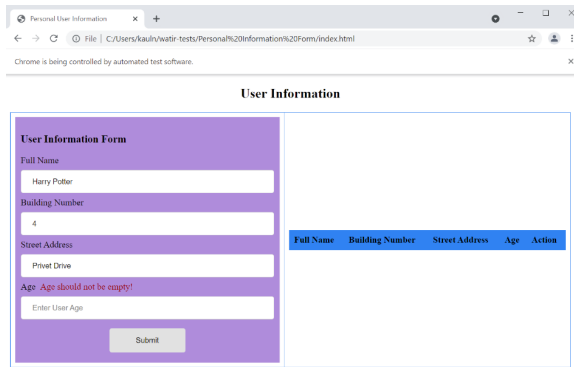 Personal User Information
File | C:/Users/kauln/watir-tests/Personal%20Information%20Form/index.html
Chrome is being controlled by automated test software.
User Information
User Information Form
Full Name
Harry Potter
Building Number
4
Street Address
Privet Drive
Age Age should not be empty!
Enter User Age
Submit
Full Name Building Number Street Address Age Action